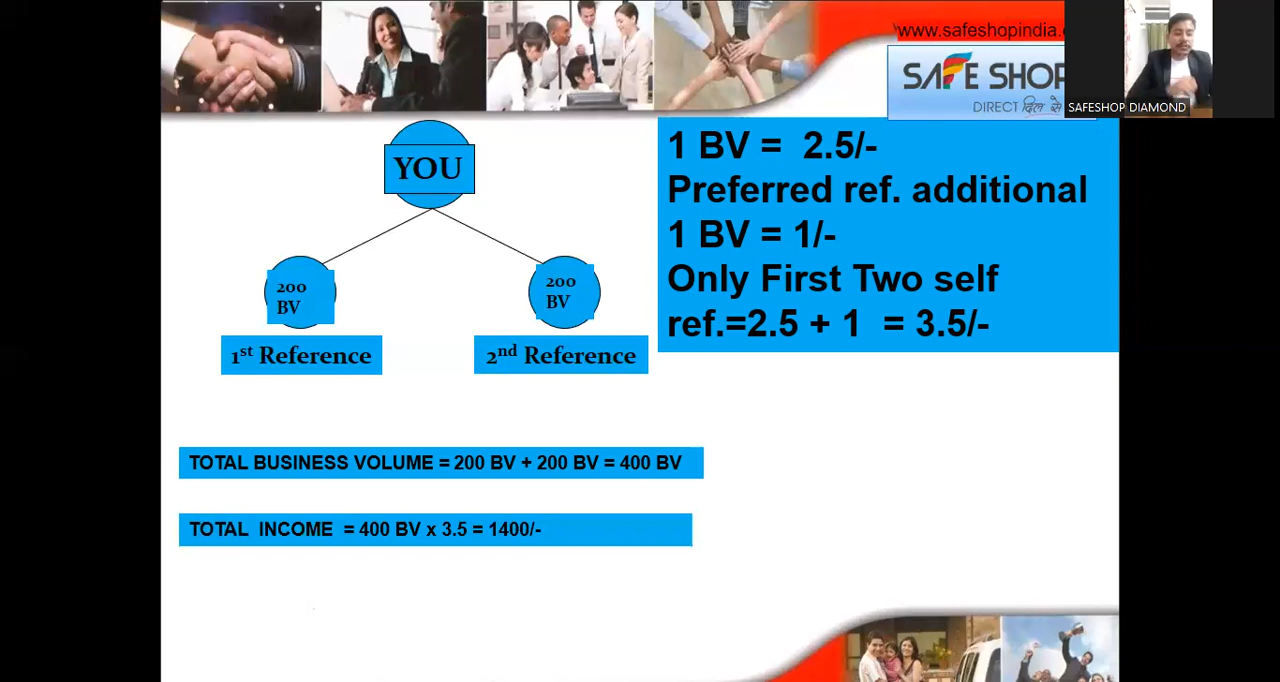 www.safeshopindia.
SAFE SHOP
DIRECT दिल से
SAFESHOP DIAMOND
YOU
200
BV
200
BV
1st Reference
2nd Reference
1 BV = 2.5/-
Preferred ref. additional
1 BV = 1/-
Only First Two self
ref.=2.5 + 1 = 3.5/-
TOTAL BUSINESS VOLUME = 200 BV + 200 BV = 400 BV
TOTAL INCOME = 400 BV x 3.5 = 1400/-